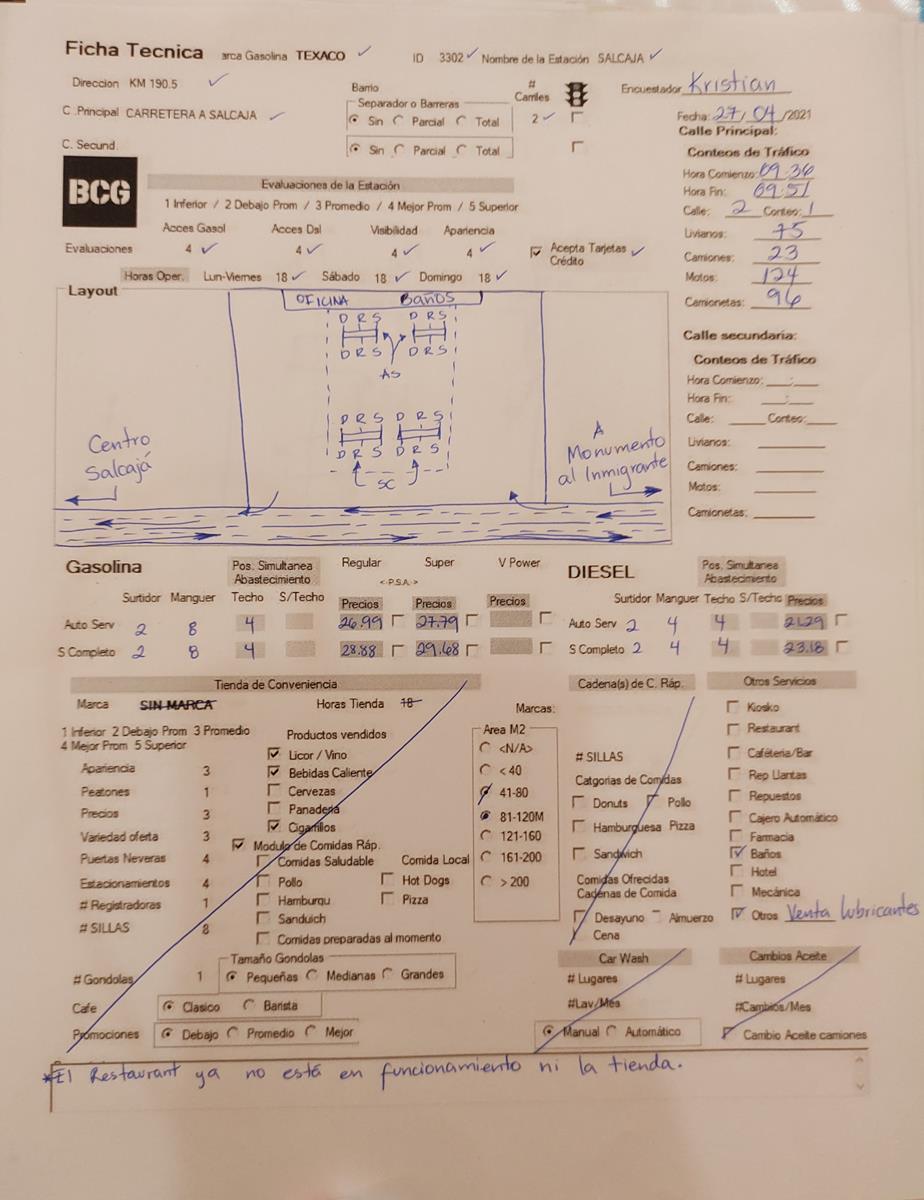 Ficha Tecnica arca Gasolina TEXACO ID 3302 Nombre de la Estación SALCAJA
Direccion KM 190.5 Barrio # Carriles Encuestador Kristian
C .Principal CARRETERA A SALCAJA Separador o Barreras
Sin Parcial Total 2 Fecha: 27/04/2021
C. Secund. Sin Parcial Total
Calle Principal:
Conteos de Tráfico
Hora Comienzo: 09:36
Hora Fin: 09:51
Calle: 2 Conteo: 1
Livianos: 75
Camiones: 23
Motos: 124
Camionetas: 96
BCG
Evaluaciones de la Estación
1 Inferior / 2 Debajo Prom / 3 Promedio / 4 Mejor Prom / 5 Superior
Acces Gasol Acces Dsl Visibilidad Apariencia
Evaluaciones 4 4 4 4 Acepta Tarjetas Crédito
Horas Oper. Lun-Viernes 18 Sábado 18 Domingo 18
Layout
OFICINA BAÑOS
D R S D R S
D R S D R S
AS
D R S D R S
D R S D R S
SC
Centro Salcajá
A Monumento al Inmigrante
Calle secundaria:
Conteos de Tráfico
Hora Comienzo: __:__
Hora Fin: __:__
Calle: Conteo:
Livianos:
Camiones:
Motos:
Camionetas:
Gasolina Pos. Simultanea Abastecimiento Regular Super V Power
<-P.S.A.->
Surtidor Manguer Techo S/Techo Precios Precios Precios
Auto Serv 2 8 4 26.99 27.79
S Completo 2 8 4 28.88 29.68
DIESEL Pos. Simultanea Abastecimiento
Surtidor Manguer Techo S/Techo Precios
Auto Serv 2 4 4 21.29
S Completo 2 4 4 23.18
Tienda de Conveniencia
Marca SIN MARCA Horas Tienda 18
1 Inferior 2 Debajo Prom 3 Promedio
4 Mejor Prom 5 Superior
Apariencia 3
Peatones 1
Precios 3
Variedad oferta 3
Puertas Neveras 4
Estacionamientos 4
# Registradoras 1
# SILLAS 8
# Gondolas 1
Productos vendidos
Licor / Vino
Bebidas Caliente
Cervezas
Panaderá
Cigarrillos
Modulo de Comidas Ráp.
Comidas Saludable Comida Local
Pollo Hot Dogs
Hamburqu Pizza
Sanduich
Comidas preparadas al momento
Tamaño Gondolas
Pequeñas Medianas Grandes
Cafe Clasico Barista
Promociones Debajo Promedio Mejor
Marcas:
Area M2
<N/A>
< 40
41-80
81-120M
121-160
161-200
> 200
Cadena(s) de C. Ráp.
# SILLAS
Catgorias de Comidas
Donuts Pollo
Hamburguesa Pizza
Sandwich
Comidas Ofrecidas
Cadenas de Comida
Desayuno Almuerzo
Cena
Otros Servicios
Kiosko
Restaurant
Caféteria/Bar
Rep Llantas
Repuestos
Cajero Automático
Farmacia
Baños
Hotel
Mecánica
Otros Venta lubricantes
Car Wash
# Lugares
#Lav/Mes
Manual Automático
Cambios Aceite
# Lugares
#Cambios/Mes
Cambio Aceite camiones
*El Restaurant ya no está en funcionamiento ni la tienda.